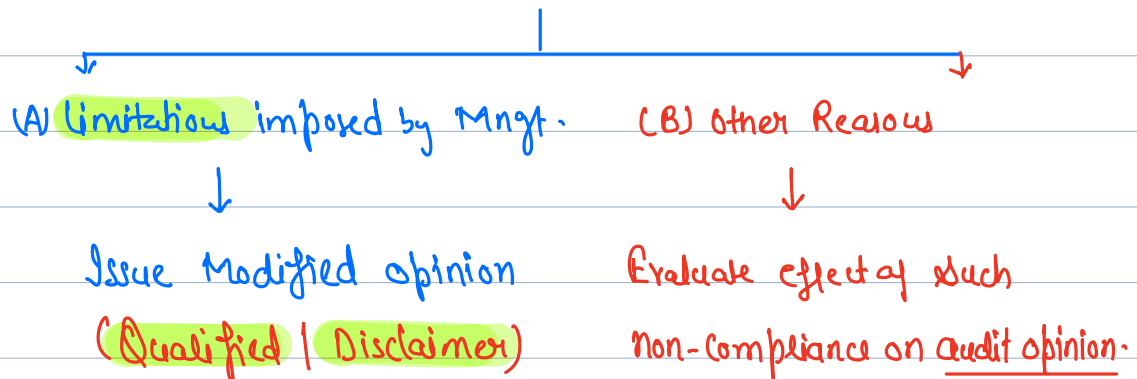 (A) Limitations imposed by Mngt.
(B) Other Reasons
Issue Modified opinion
(Qualified | Disclaimer)
Evaluate effect of such
Non-Compliance on audit opinion.